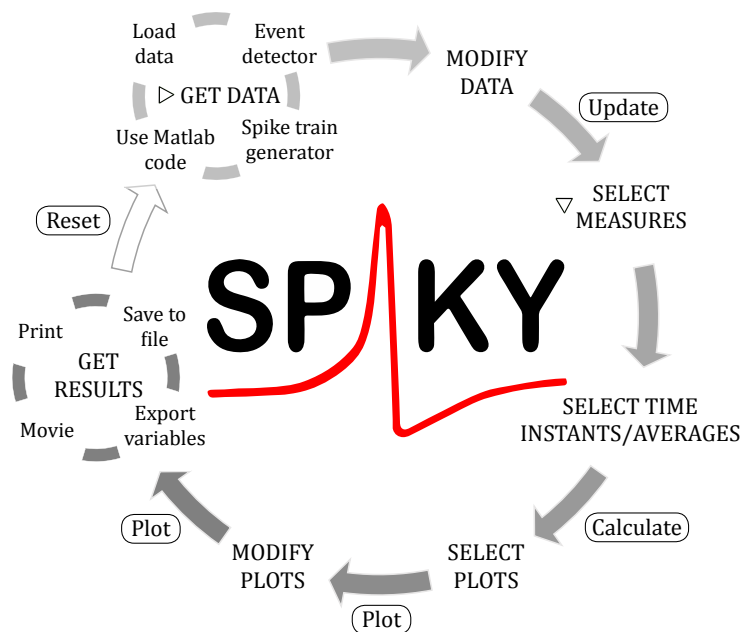 Load
data
Event
detector
▷ GET DATA
Use Matlab
code
Spike train
generator
MODIFY
DATA
Update
▽ SELECT
MEASURES
SELECT TIME
INSTANTS/AVERAGES
Calculate
SELECT
PLOTS
Plot
MODIFY
PLOTS
Plot
Print
Save to
file
GET
RESULTS
Movie
Export
variables
Reset
SPIKY